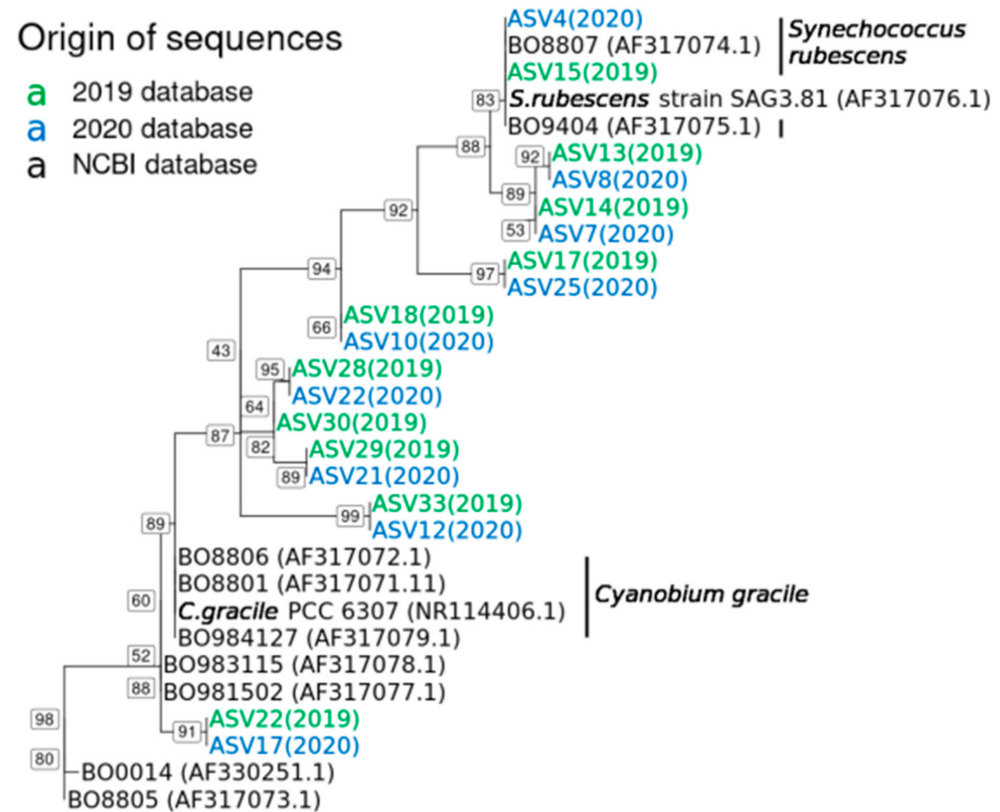 Origin of sequences
a 2019 database
a 2020 database
a NCBI database
ASV4(2020)
BO8807 (AF317074.1)
Synechococcus
rubescens
ASV15(2019)
83
S.rubescens strain SAG3.81 (AF317076.1)
BO9404 (AF317075.1)
88
92
ASV13(2019)
ASV8(2020)
89
ASV14(2019)
92
53
ASV7(2020)
ASV17(2019)
94
97
ASV25(2020)
ASV18(2019)
66
ASV10(2020)
43
95
ASV28(2019)
ASV22(2020)
64
ASV30(2019)
87
82
ASV29(2019)
89
ASV21(2020)
ASV33(2019)
99
ASV12(2020)
89
BO8806 (AF317072.1)
BO8801 (AF317071.11)
Cyanobium gracile
60
C.gracile PCC 6307 (NR114406.1)
BO984127 (AF317079.1)
52
BO983115 (AF317078.1)
88
BO981502 (AF317077.1)
98
91
ASV22(2019)
ASV17(2020)
80
BO0014 (AF330251.1)
BO8805 (AF317073.1)